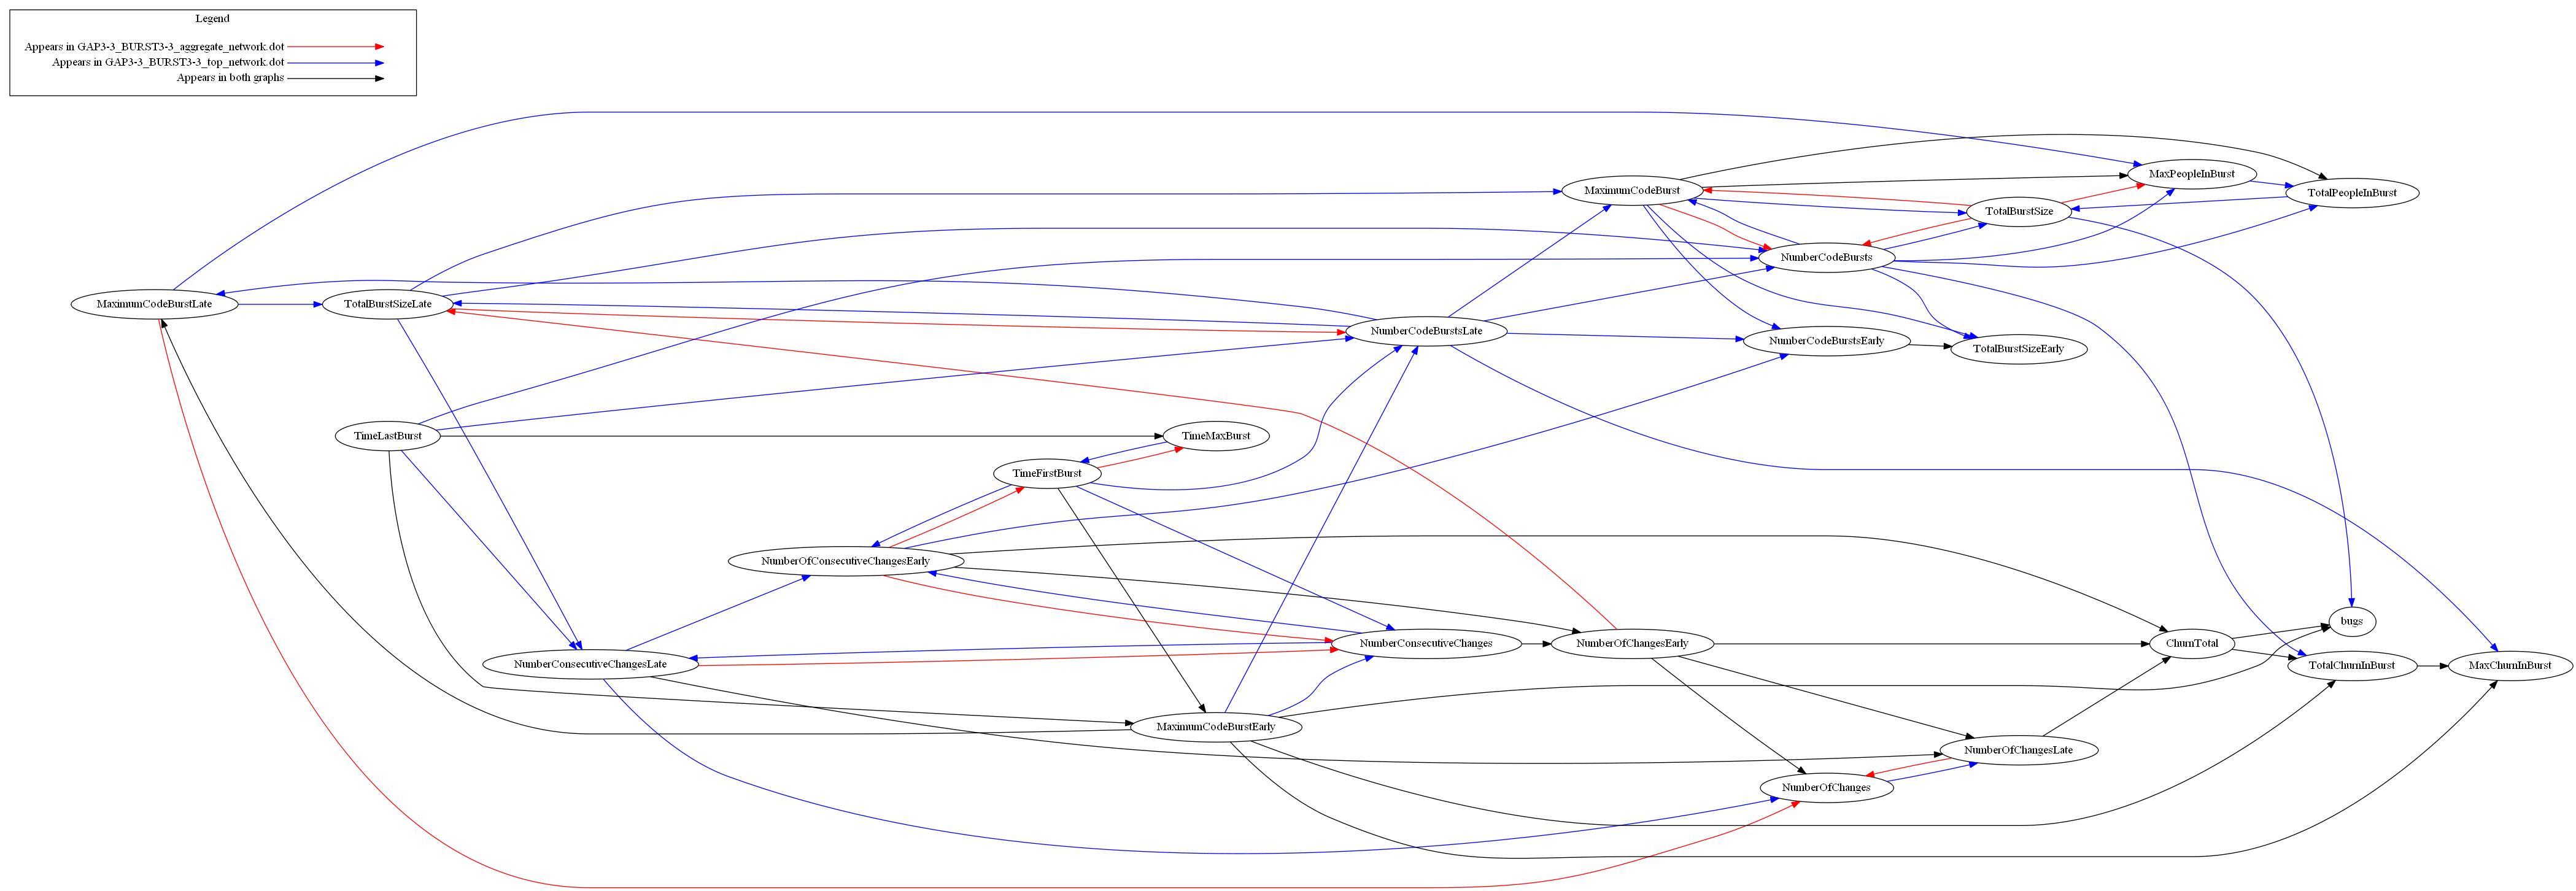 Legend
Appears in GAP3-3_BURST3-3_aggregate_network.dot
Appears in GAP3-3_BURST3-3_top_network.dot
Appears in both graphs
MaxPeopleInBurst
MaximumCodeBurst
TotalPeopleInBurst
TotalBurstSize
NumberCodeBursts
MaximumCodeBurstLate
TotalBurstSizeLate
NumberCodeBurstsLate
NumberCodeBurstsEarly
TotalBurstSizeEarly
TimeLastBurst
TimeMaxBurst
TimeFirstBurst
NumberOfConsecutiveChangesEarly
bugs
NumberConsecutiveChanges
NumberOfChangesEarly
ChurnTotal
NumberConsecutiveChangesLate
TotalChurnInBurst
MaxChurnInBurst
MaximumCodeBurstEarly
NumberOfChangesLate
NumberOfChanges